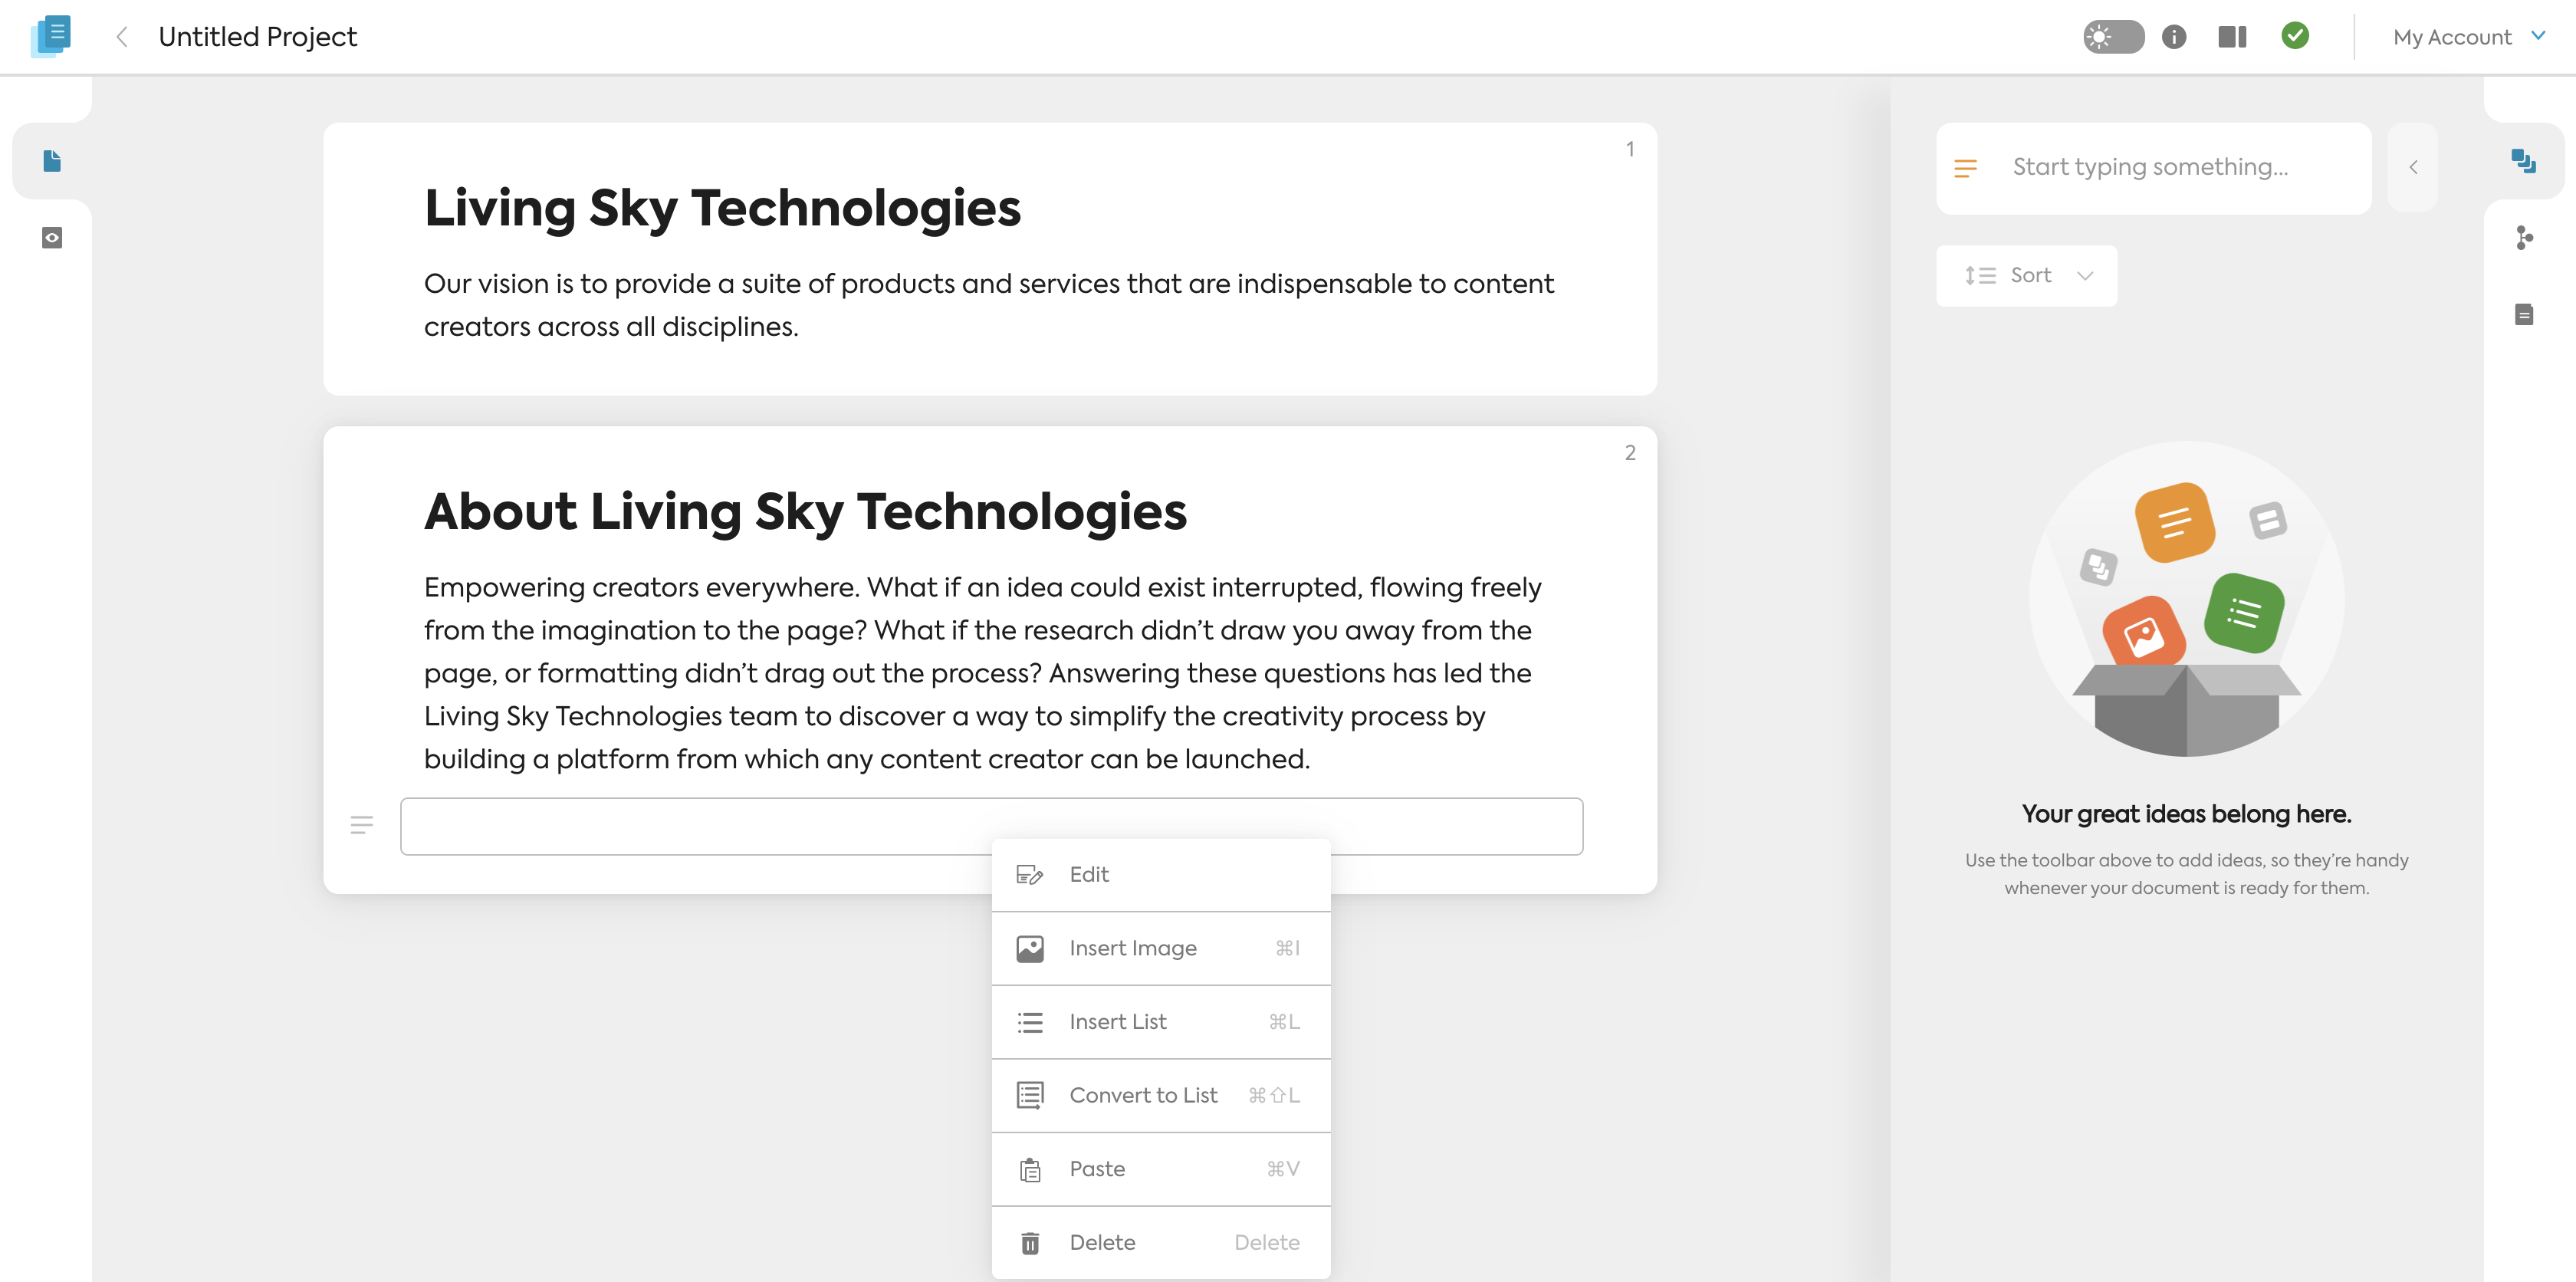 Untitled Project
My Account
1
Living Sky Technologies
Our vision is to provide a suite of products and services that are indispensable to content
creators across all disciplines.
2
About Living Sky Technologies
Empowering creators everywhere. What if an idea could exist interrupted, flowing freely
from the imagination to the page? What if the research didn’t draw you away from the
page, or formatting didn’t drag out the process? Answering these questions has led the
Living Sky Technologies team to discover a way to simplify the creativity process by
building a platform from which any content creator can be launched.
Edit
Insert Image ⌘I
Insert List ⌘L
Convert to List ⌘⇧L
Paste ⌘V
Delete Delete
Start typing something...
Sort
Your great ideas belong here.
Use the toolbar above to add ideas, so they’re handy
whenever your document is ready for them.